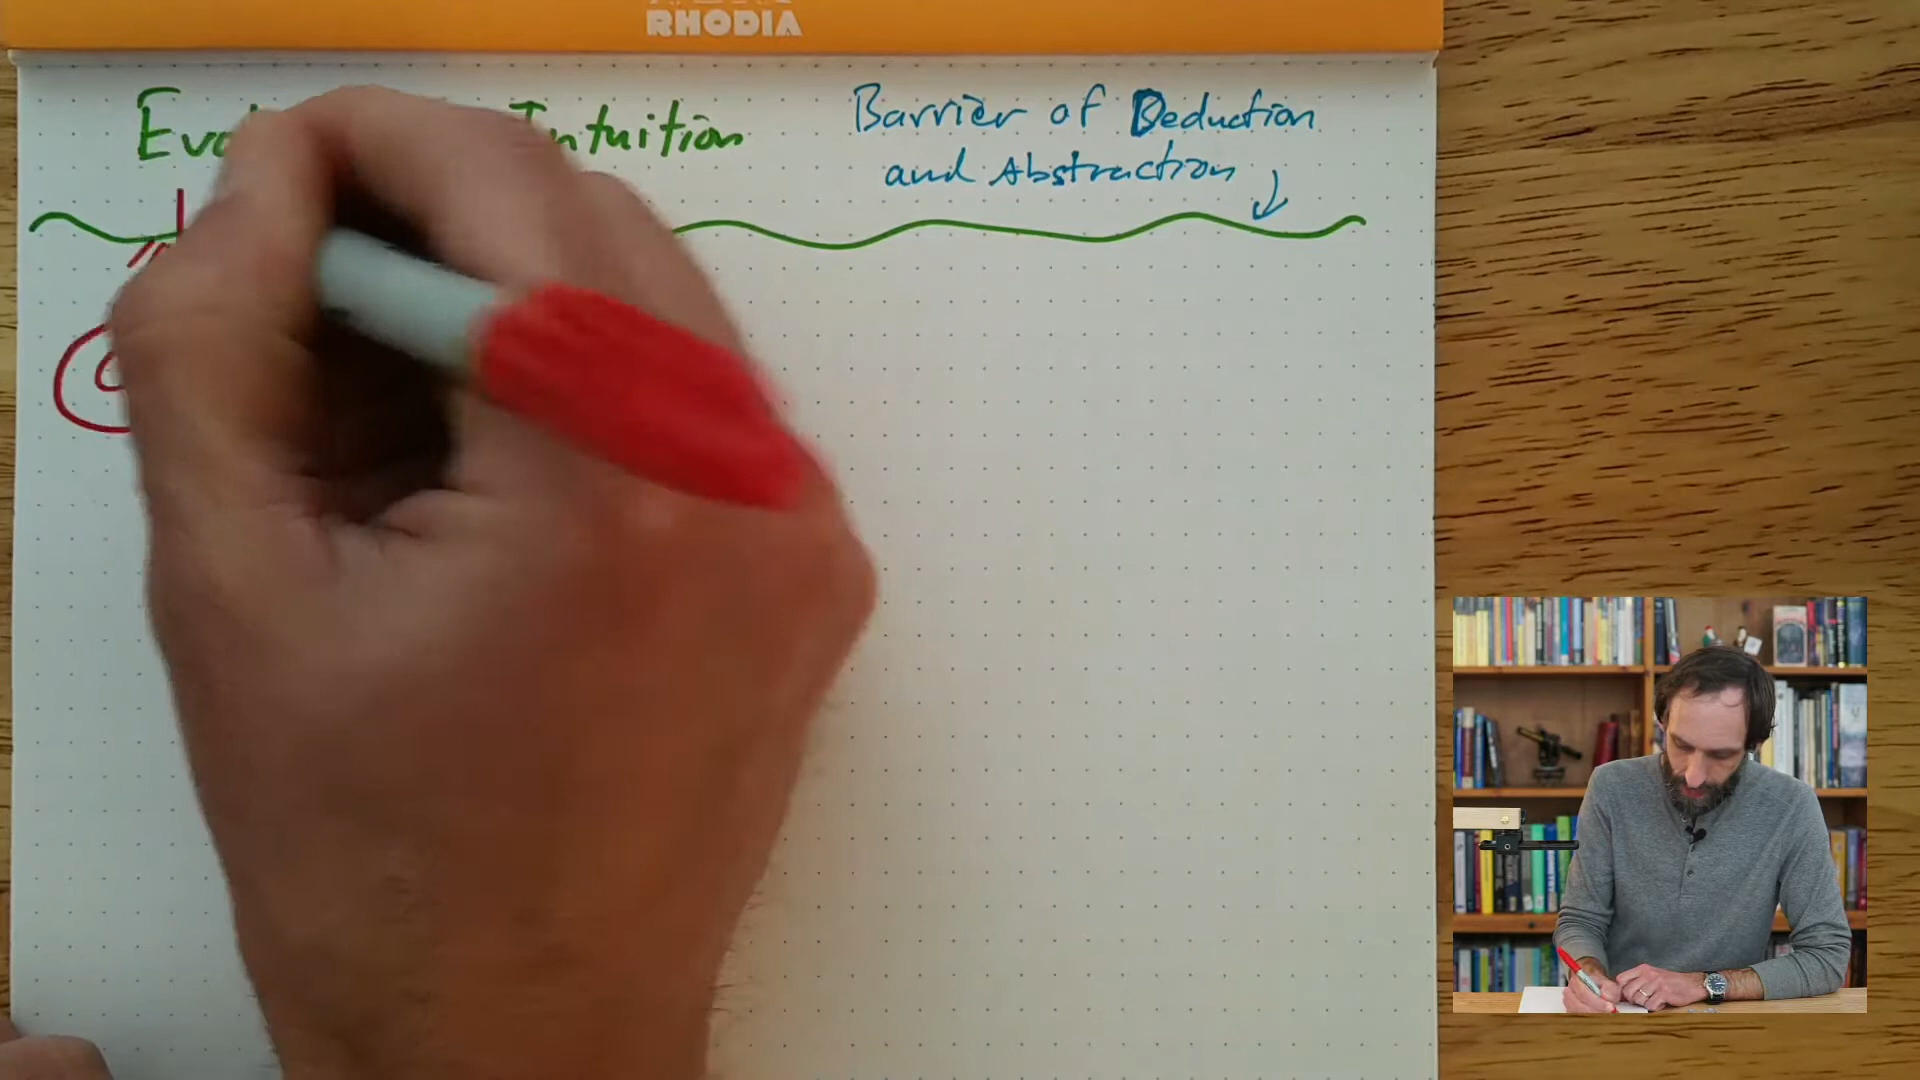 RHODIA
Intuition
Barrier of Deduction
and Abstraction